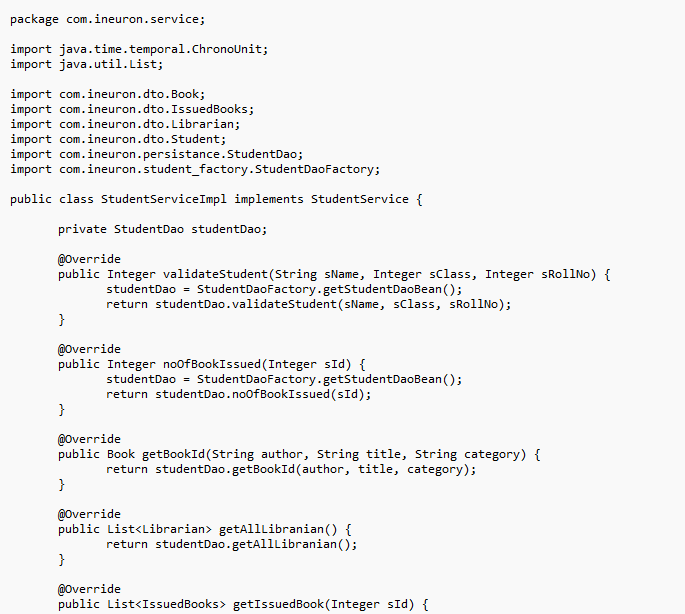 package com.ineuron.service;
import java.time.temporal.ChronoUnit;
import java.util.List;
import com.ineuron.dto.Book;
import com.ineuron.dto.IssuedBooks;
import com.ineuron.dto.Librarian;
import com.ineuron.dto.Student;
import com.ineuron.persistance.StudentDao;
import com.ineuron.student_factory.StudentDaoFactory;
public class StudentServiceImpl implements StudentService {
private StudentDao studentDao;
@Override
public Integer validateStudent(String sName, Integer sClass, Integer sRollNo) {
studentDao = StudentDaoFactory.getStudentDaoBean();
return studentDao.validateStudent(sName, sClass, sRollNo);
}
@Override
public Integer noOfBookIssued(Integer sId) {
studentDao = StudentDaoFactory.getStudentDaoBean();
return studentDao.noOfBookIssued(sId);
}
@Override
public Book getBookId(String author, String title, String category) {
return studentDao.getBookId(author, title, category);
}
@Override
public List<Librarian> getAllLibranian() {
return studentDao.getAllLibranian();
}
@Override
public List<IssuedBooks> getIssuedBook(Integer sId) {